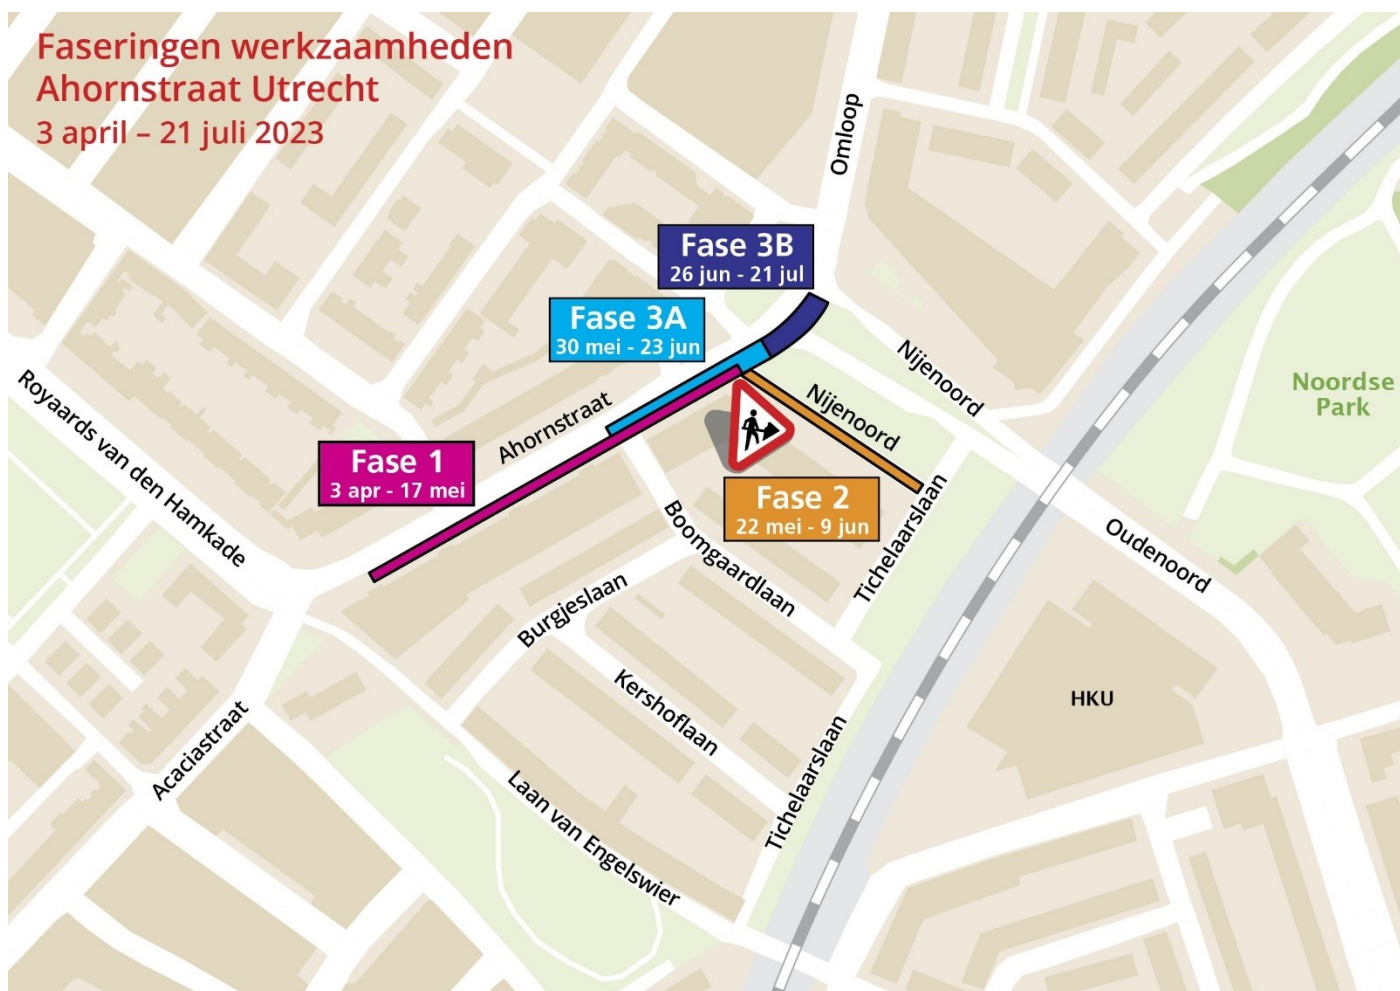 Faseringen werkzaamheden
Ahornstraat Utrecht
3 april – 21 juli 2023
Omloop
Fase 3B
26 jun - 21 jul
Fase 3A
30 mei - 23 jun
Nijenoord
Nijenoord
Noordse
Park
Royaards van den Hamkade
Ahornstraat
Fase 1
3 apr - 17 mei
Fase 2
22 mei - 9 jun
Boomgaardlaan
Tichelaarslaan
Oudenoord
Burgjeslaan
Kershoflaan
HKU
Acaciastraat
Laan van Engelswier
Tichelaarslaan